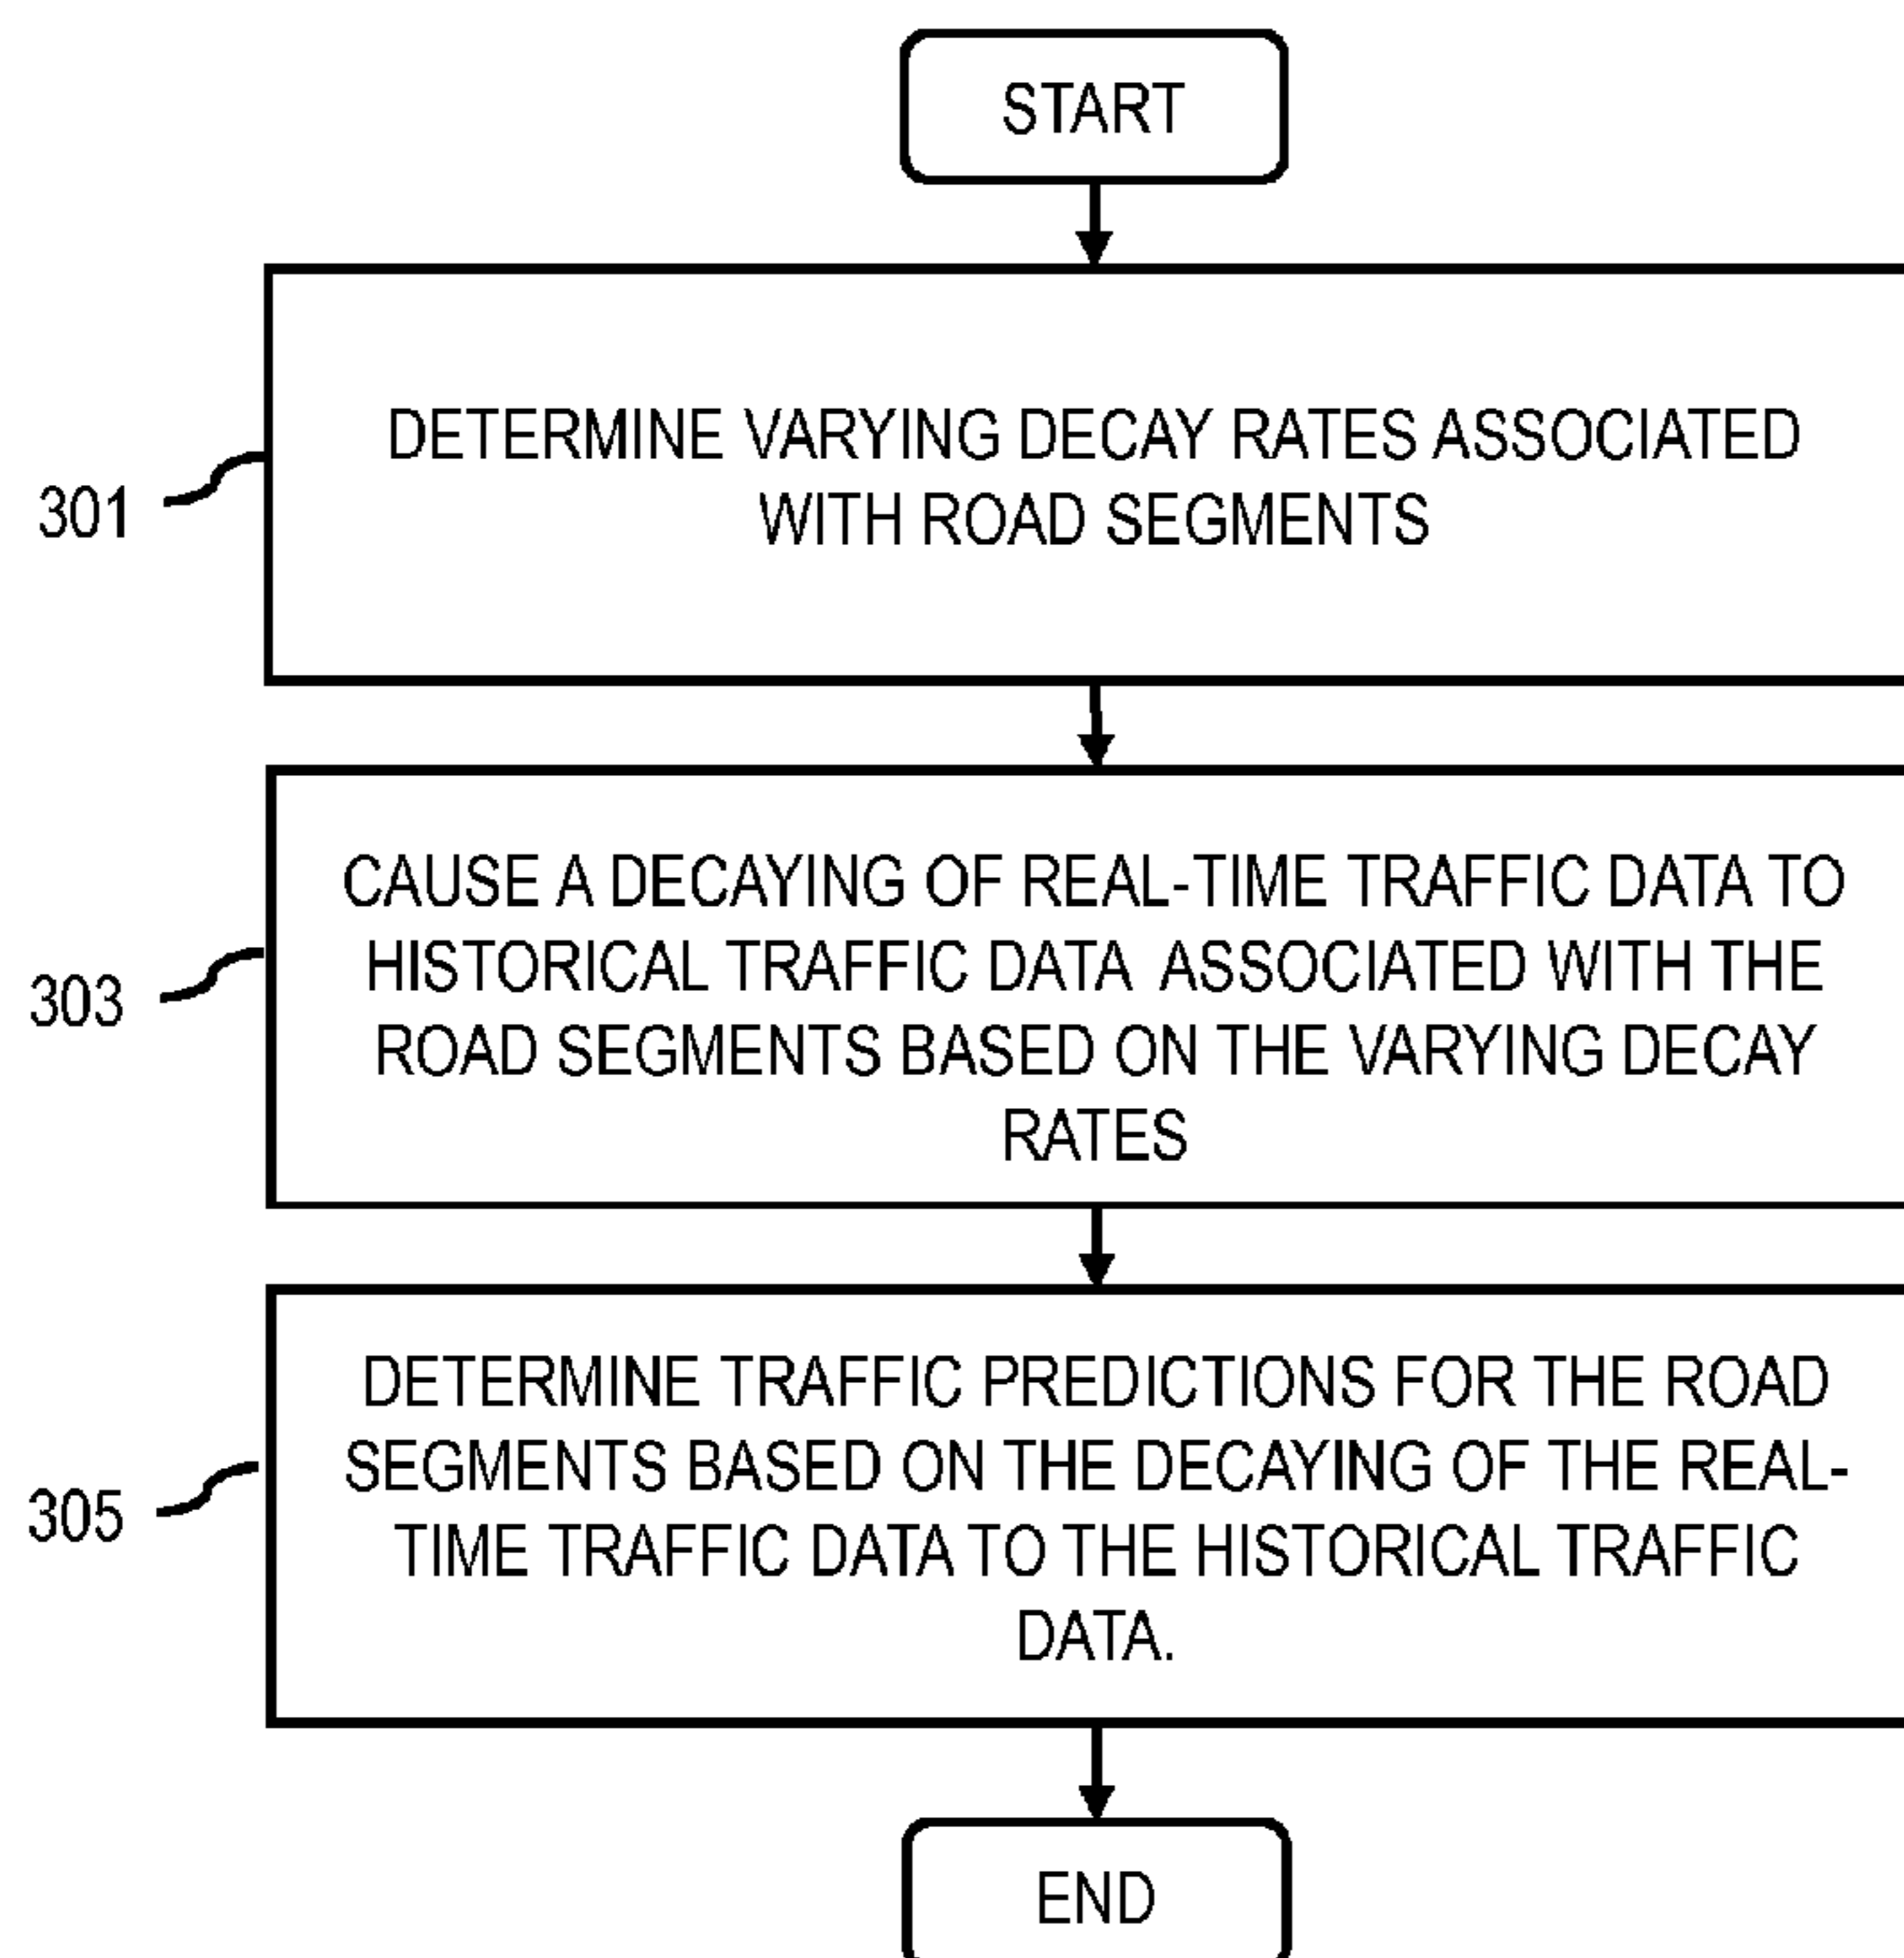 START
301
DETERMINE VARYING DECAY RATES ASSOCIATED
WITH ROAD SEGMENTS
303
CAUSE A DECAYING OF REAL-TIME TRAFFIC DATA TO
HISTORICAL TRAFFIC DATA ASSOCIATED WITH THE
ROAD SEGMENTS BASED ON THE VARYING DECAY
RATES
305
DETERMINE TRAFFIC PREDICTIONS FOR THE ROAD
SEGMENTS BASED ON THE DECAYING OF THE REAL-
TIME TRAFFIC DATA TO THE HISTORICAL TRAFFIC
DATA.
END